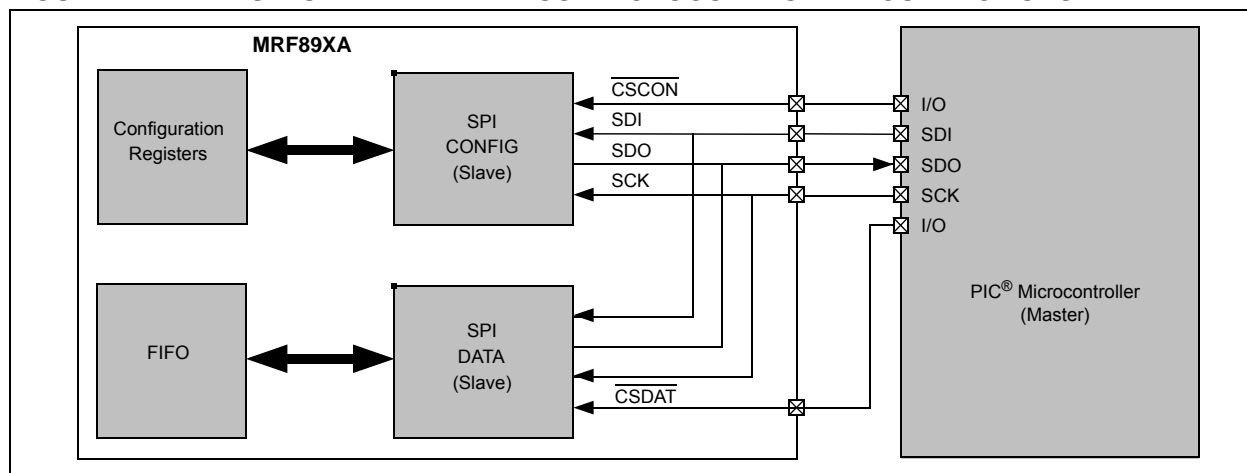 MRF89XA
Configuration
Registers
SPI
CONFIG
(Slave)
CSCON
SDI
SDO
SCK
I/O
SDI
SDO
SCK
I/O
PIC® Microcontroller
(Master)
FIFO
SPI
DATA
(Slave)
CSDAT